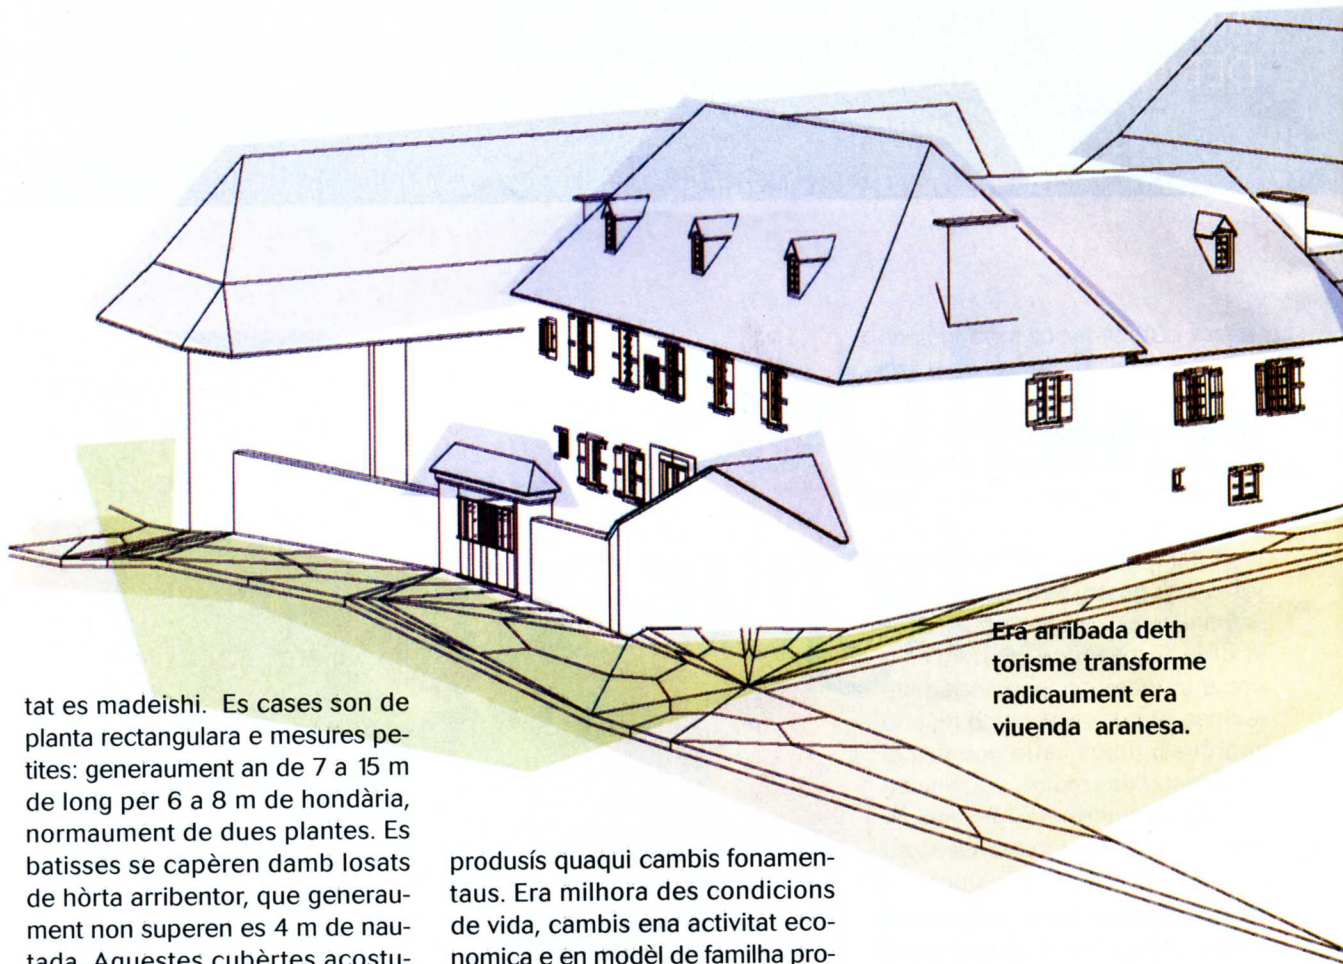 tat es madeishi. Es cases son de
planta rectangulara e mesures pe-
tites: generaument an de 7 a 15 m
de long per 6 a 8 m de hondària,
normaument de dues plantes. Es
batisses se capèren damb losats
de hòrta arribentor, que generau-
ment non superen es 4 m de nau-
tada. Aquestes cubèrtes acostu-
produsís quaqui cambis fonamen-
taus. Era milhora des condicions
de vida, cambis ena activitat eco-
nomica e en modèl de familha pro-
Era arribada deth
torisme transforme
radicaument era
viuenda aranesa.